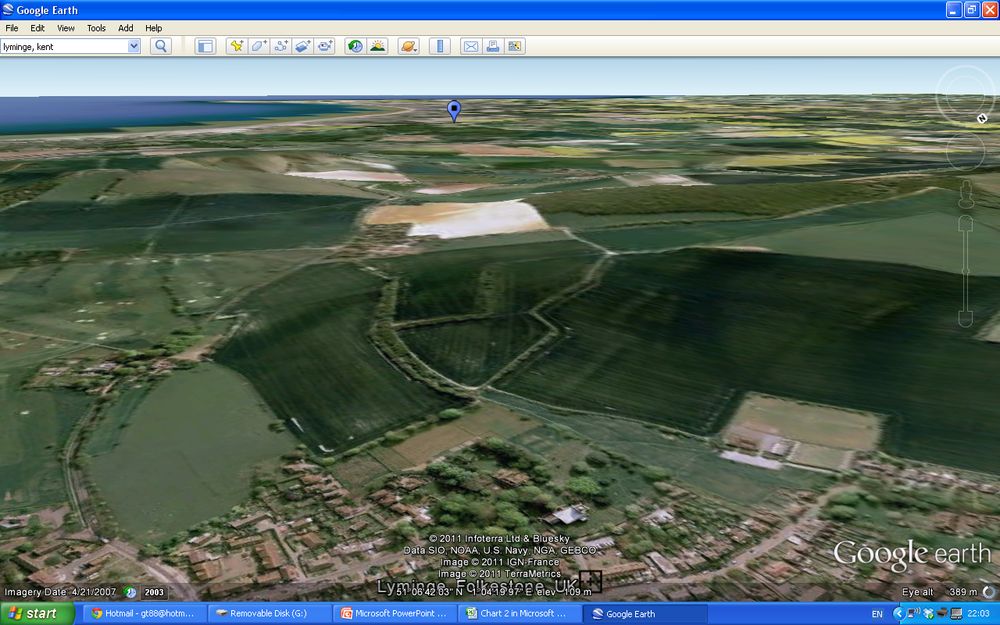 Google Earth
File Edit View Tools Add Help
lyminge, kent
N
© 2011 Infoterra Ltd & Bluesky
Data SIO, NOAA, U.S. Navy, NGA, GEBCO
Image © 2011 IGN-France
Image © 2011 TerraMetrics
Lyminge, Folkestone, UK
Google earth
Imagery Date: 4/21/2007 2003 51°06'42.03" N 1°04'19.97" E elev 109 m Eye alt 389 m
start Hotmail - gt88@hotm... Removable Disk (G:) Microsoft PowerPoint ... Chart 2 in Microsoft ... Google Earth EN 22:03